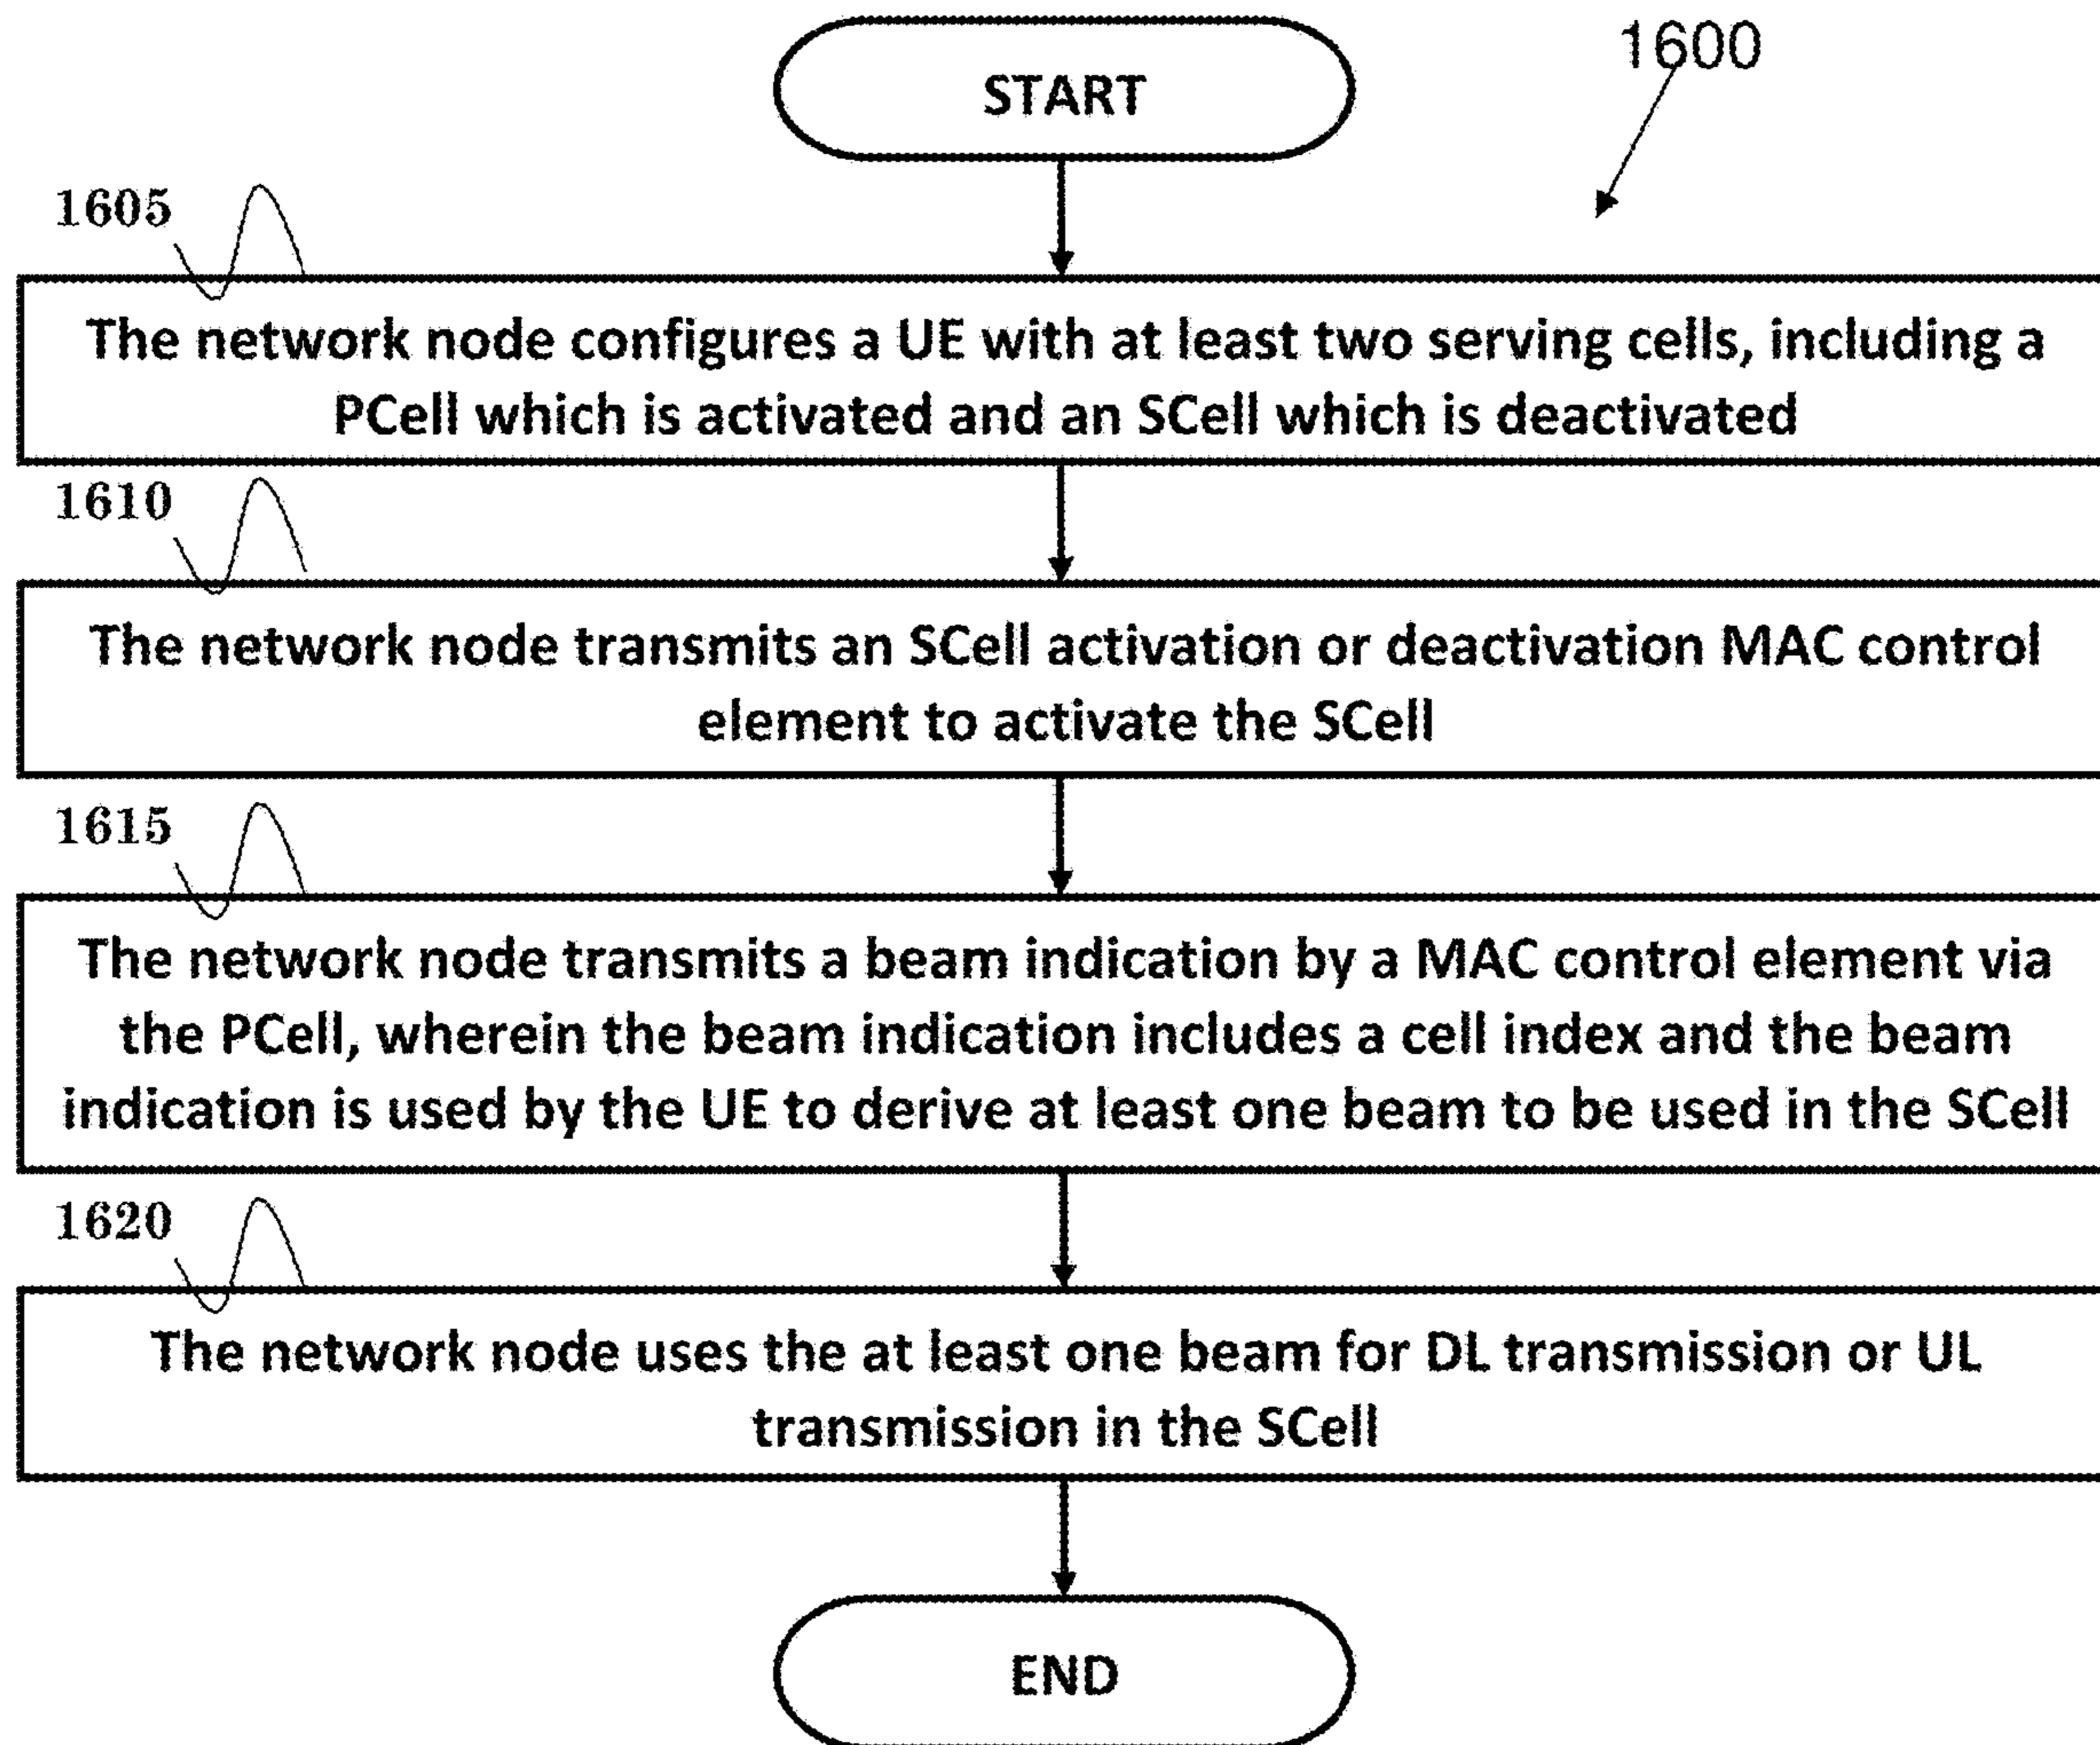 START
1600
1605
The network node configures a UE with at least two serving cells, including a
PCell which is activated and an SCell which is deactivated
1610
The network node transmits an SCell activation or deactivation MAC control
element to activate the SCell
1615
The network node transmits a beam indication by a MAC control element via
the PCell, wherein the beam indication includes a cell index and the beam
indication is used by the UE to derive at least one beam to be used in the SCell
1620
The network node uses the at least one beam for DL transmission or UL
transmission in the SCell
END